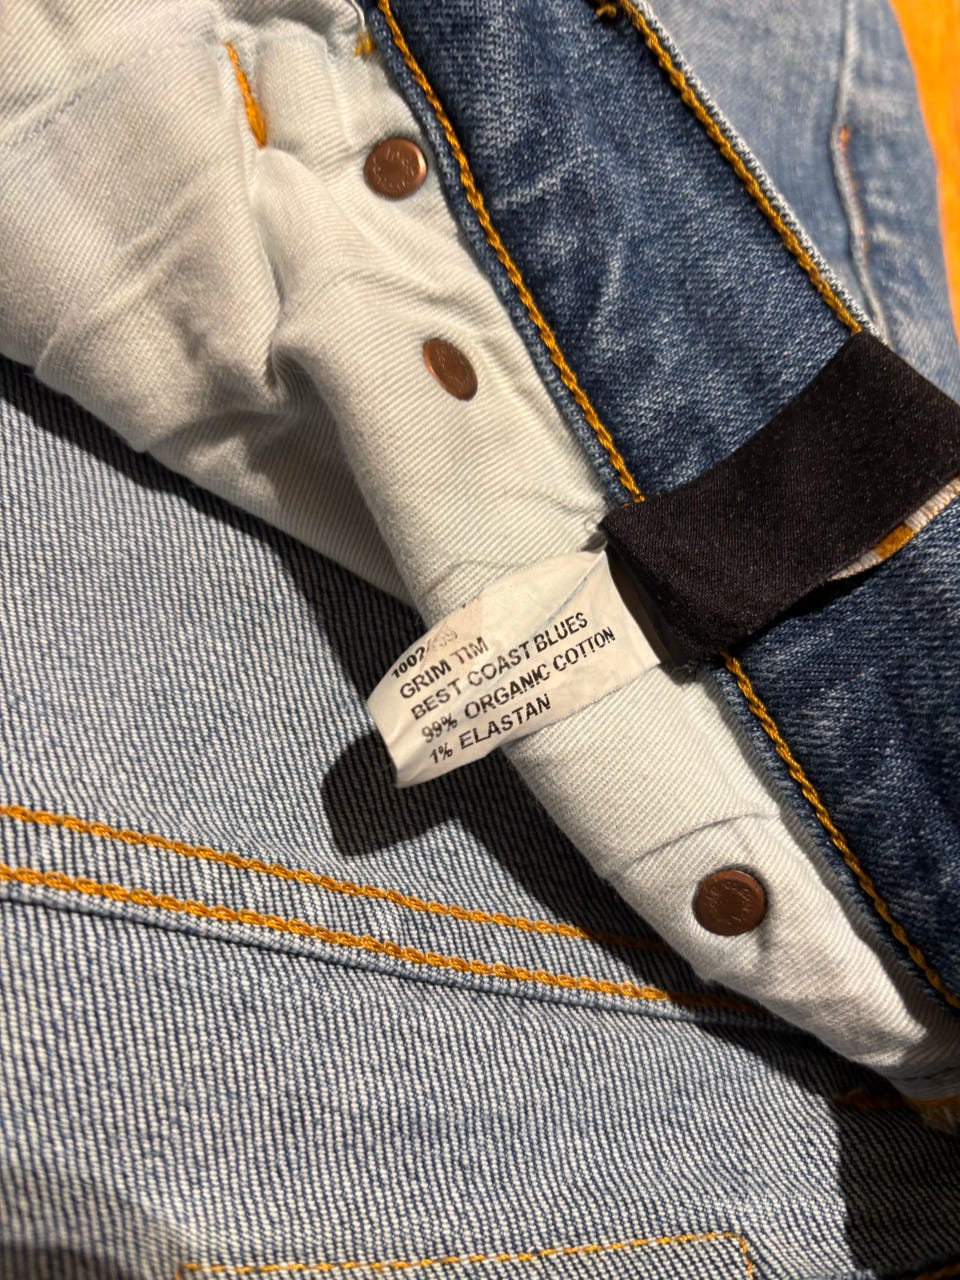 GRIM TIM
BEST COAST BLUES
99% ORGANIC COTTON
1% ELASTAN